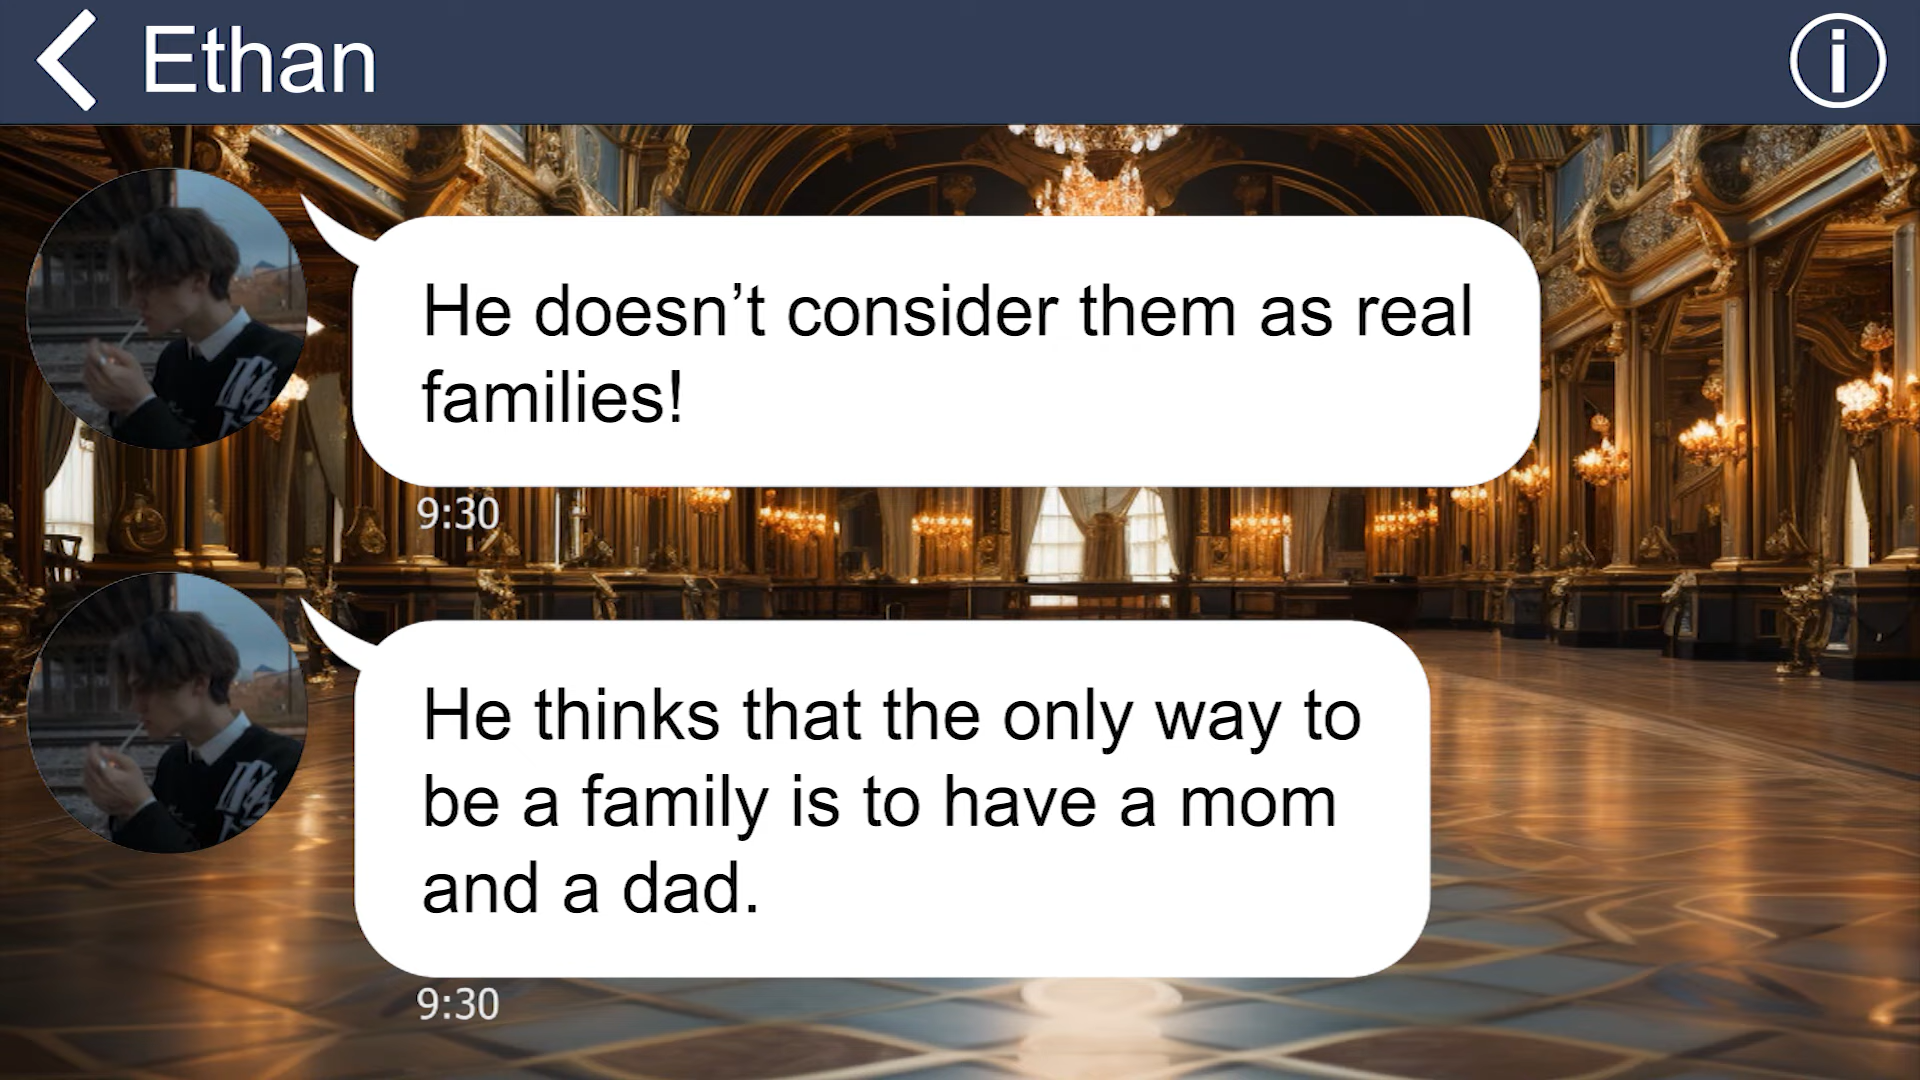 Ethan
He doesn’t consider them as real
families!
9:30
He thinks that the only way to
be a family is to have a mom
and a dad.
9:30